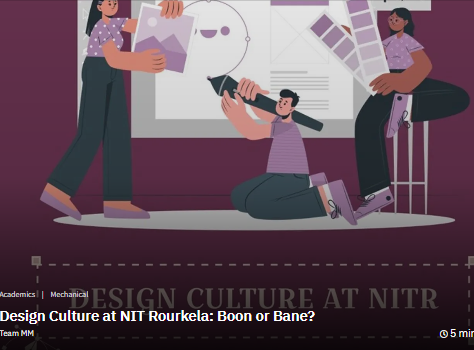 DESIGN CULTURE AT NITR
Academics | Mechanical
Design Culture at NIT Rourkela: Boon or Bane?
Team MM 5 min